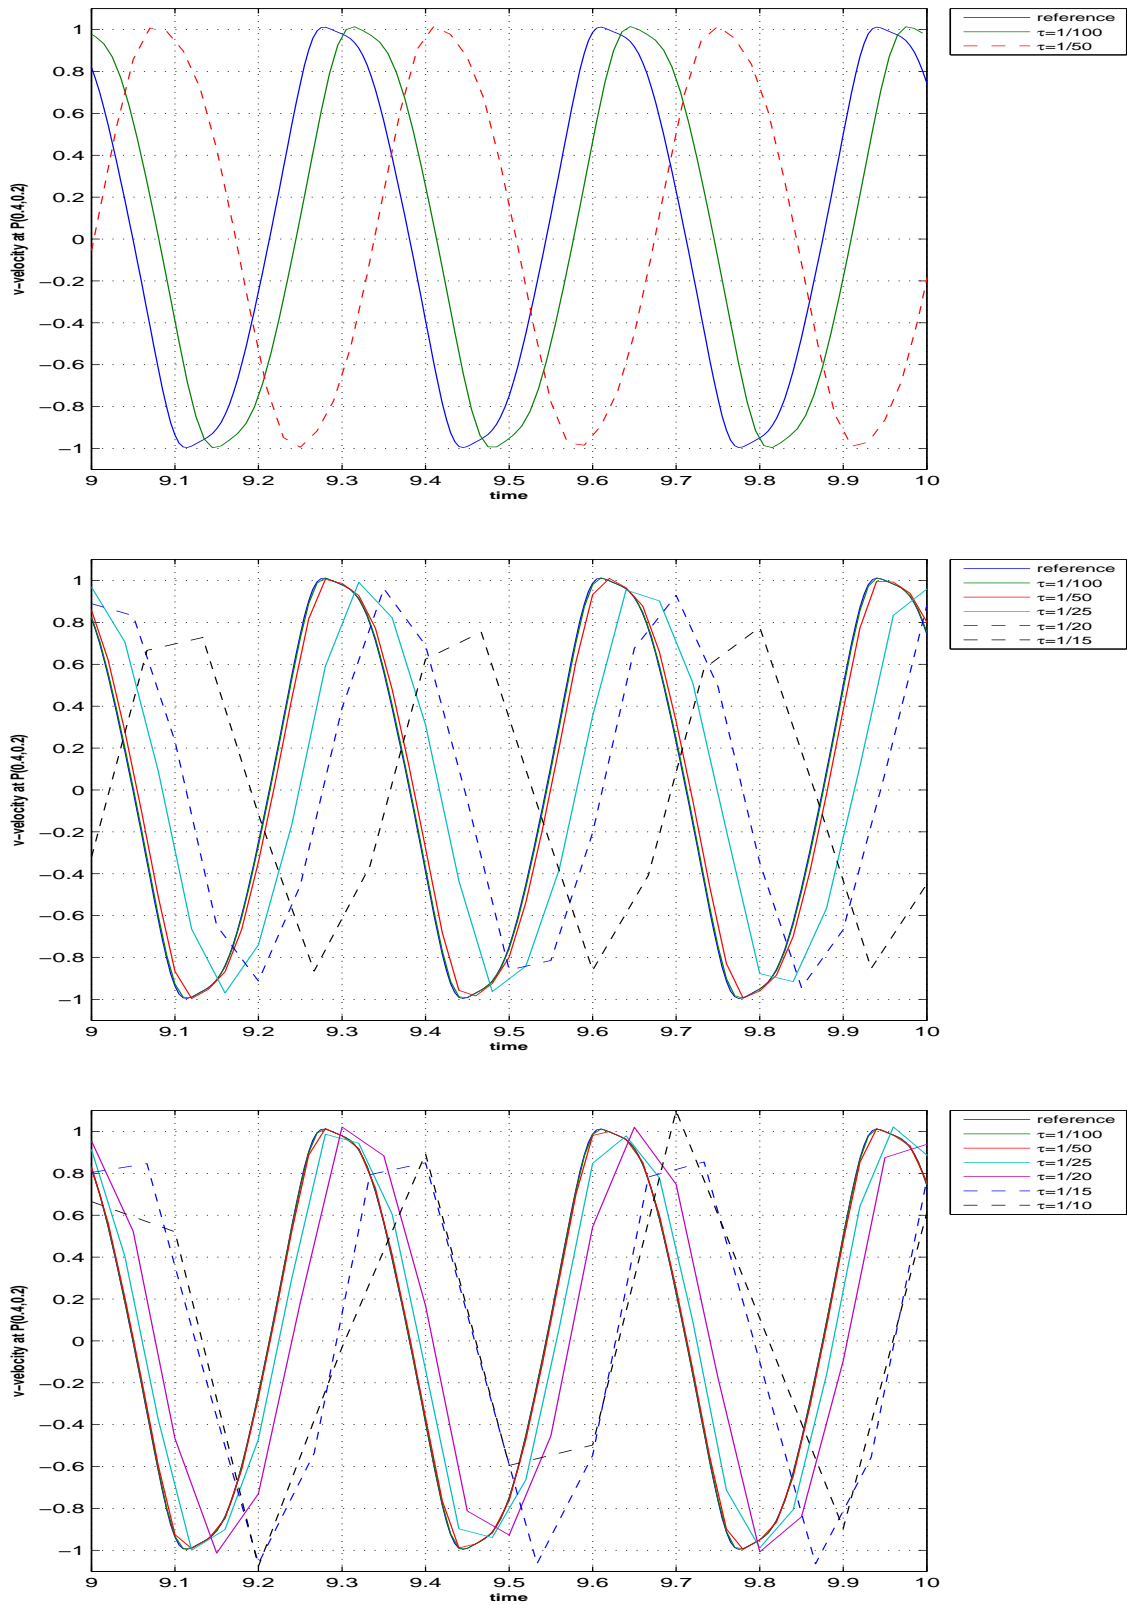 1
0.8
0.6
0.4
0.2
0
−0.2
−0.4
−0.6
−0.8
−1
9 9.1 9.2 9.3 9.4 9.5 9.6 9.7 9.8 9.9 10
time
v−velocity at P(0.4,0.2)
reference
τ=1/100
τ=1/50
1
0.8
0.6
0.4
0.2
0
−0.2
−0.4
−0.6
−0.8
−1
9 9.1 9.2 9.3 9.4 9.5 9.6 9.7 9.8 9.9 10
time
v−velocity at P(0.4,0.2)
reference
τ=1/100
τ=1/50
τ=1/25
τ=1/20
τ=1/15
1
0.8
0.6
0.4
0.2
0
−0.2
−0.4
−0.6
−0.8
−1
9 9.1 9.2 9.3 9.4 9.5 9.6 9.7 9.8 9.9 10
time
v−velocity at P(0.4,0.2)
reference
τ=1/100
τ=1/50
τ=1/25
τ=1/20
τ=1/15
τ=1/10